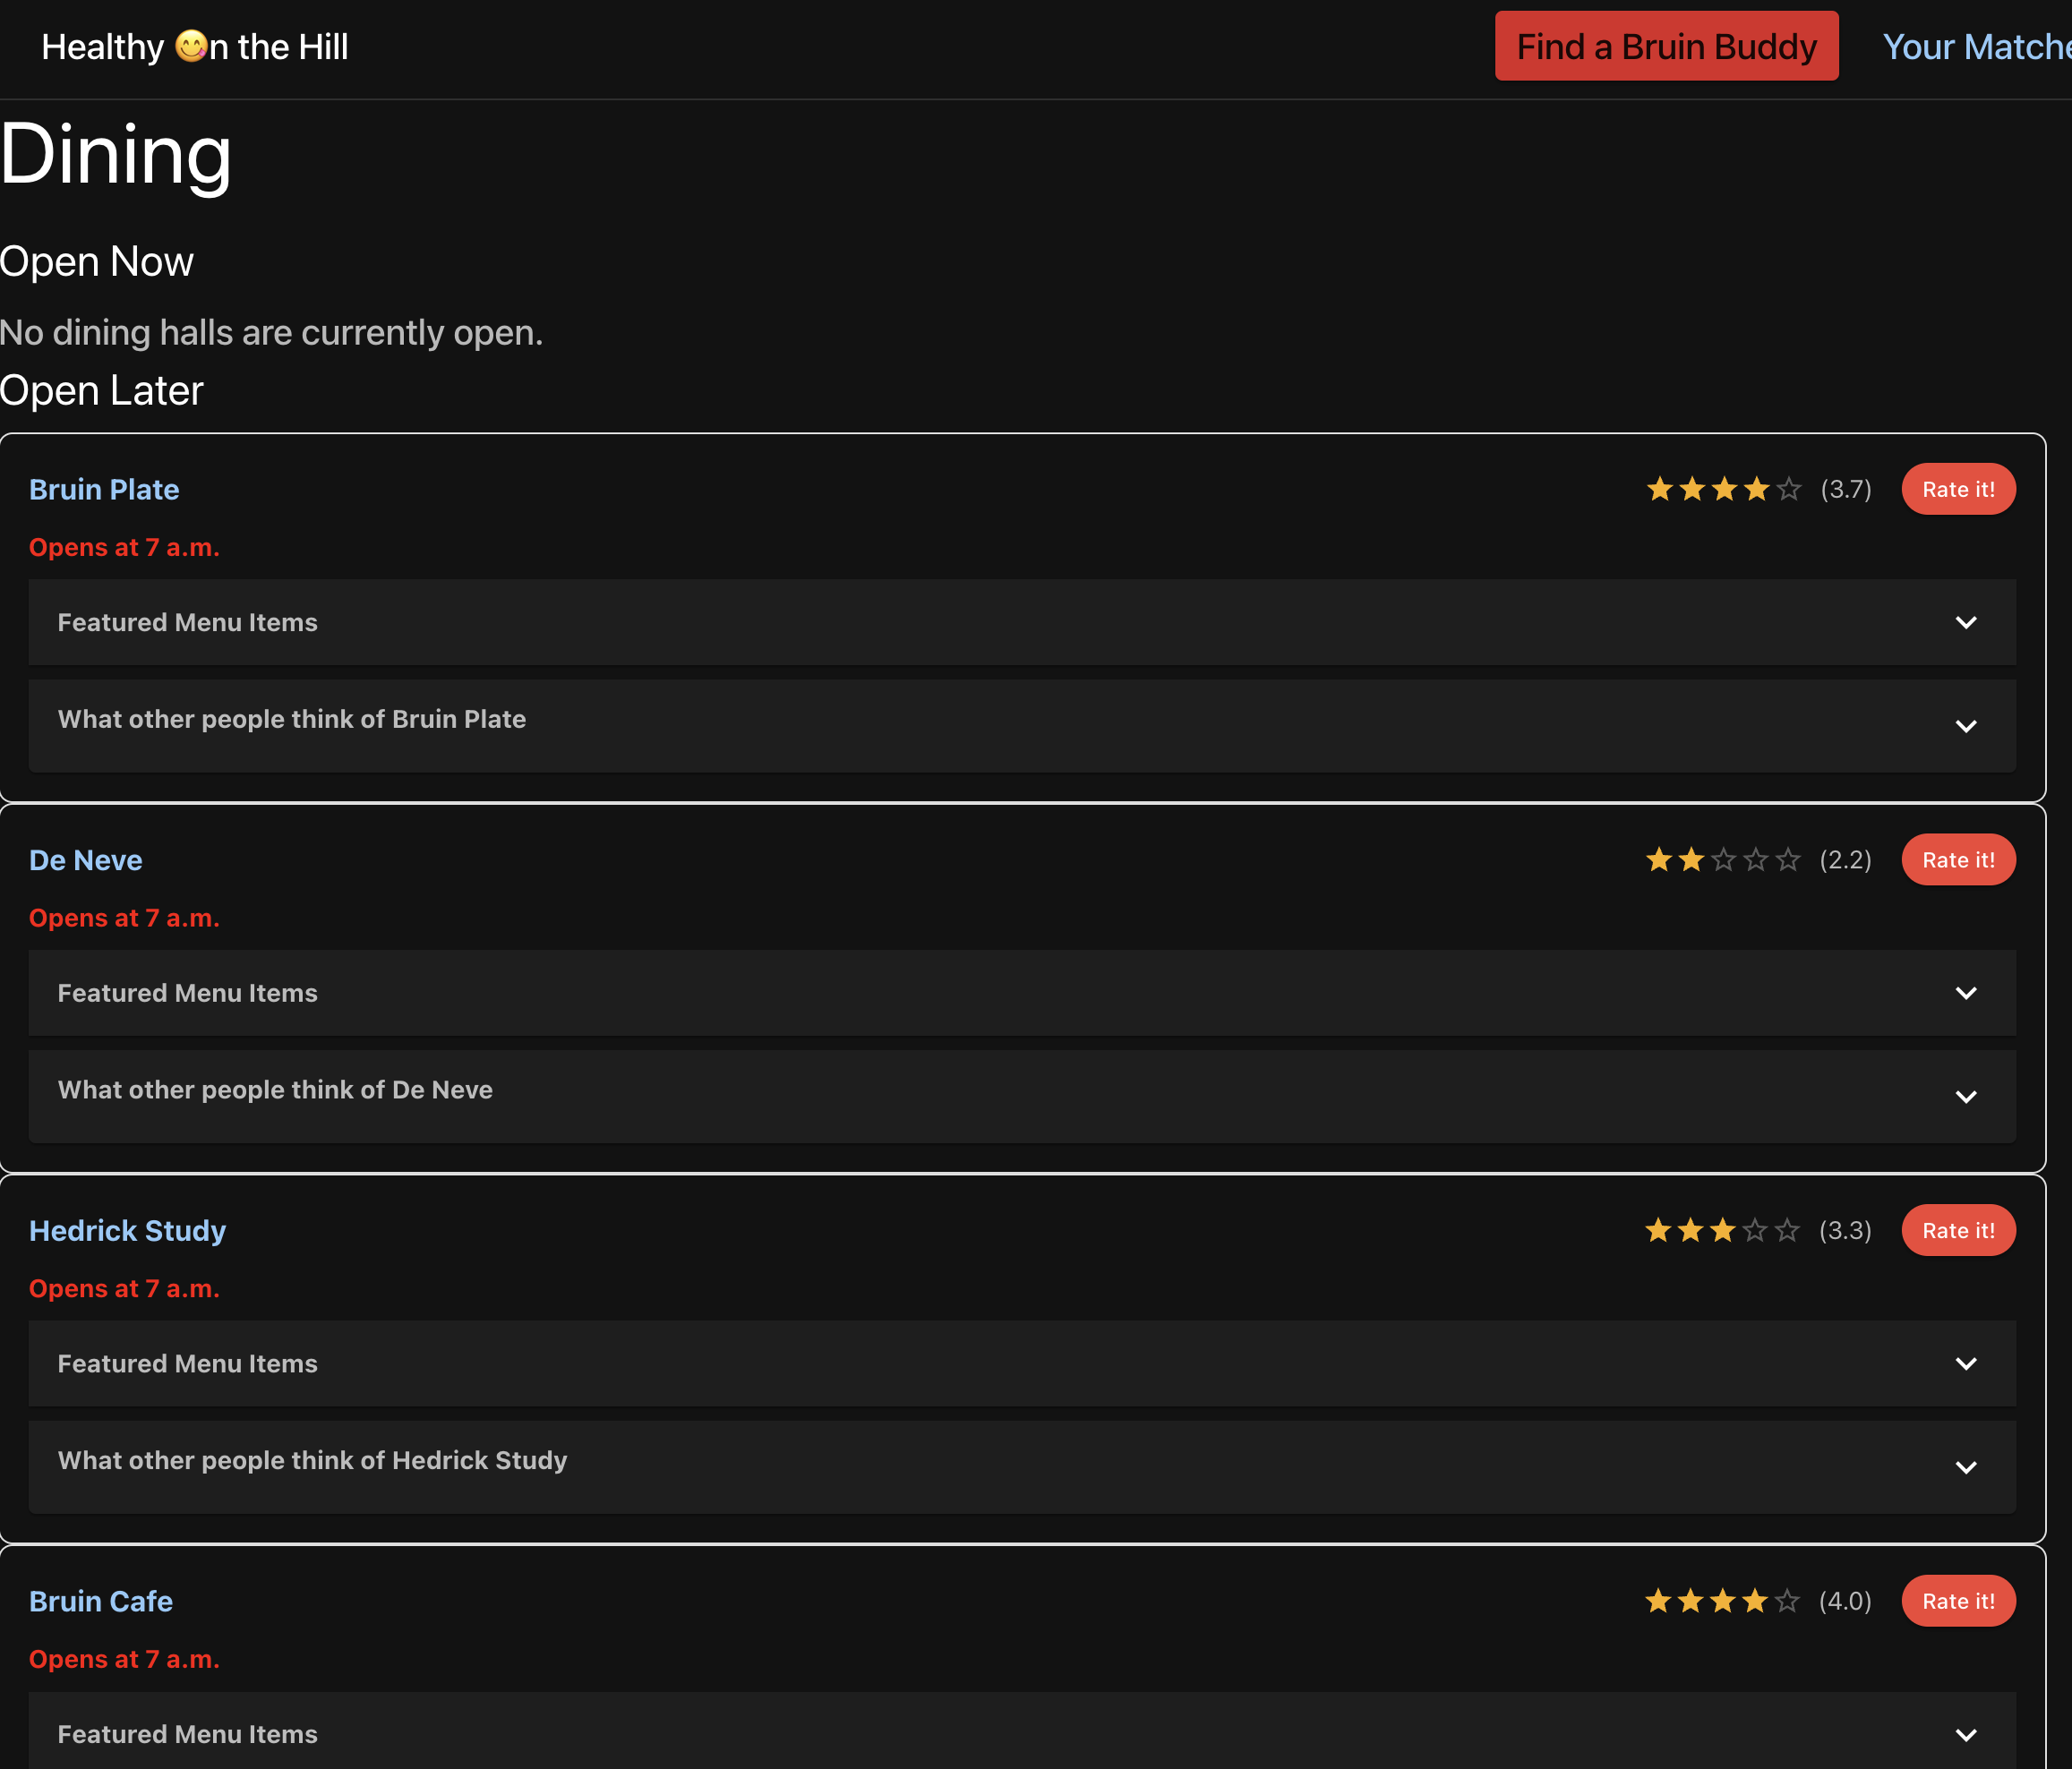 Healthy 😋n the Hill
Find a Bruin Buddy
Your Matche
Dining
Open Now
No dining halls are currently open.
Open Later
Bruin Plate
(3.7)
Rate it!
Opens at 7 a.m.
Featured Menu Items
What other people think of Bruin Plate
De Neve
(2.2)
Rate it!
Opens at 7 a.m.
Featured Menu Items
What other people think of De Neve
Hedrick Study
(3.3)
Rate it!
Opens at 7 a.m.
Featured Menu Items
What other people think of Hedrick Study
Bruin Cafe
(4.0)
Rate it!
Opens at 7 a.m.
Featured Menu Items